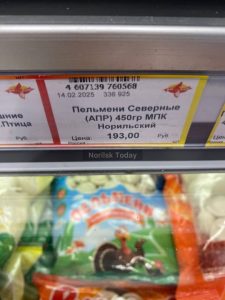 4 607139 760568
14.02.2025 336 925
Пельмени Северные
(АПР) 450гр МПК
Норильский
Цена: 193,00 Руб.
шние
.Птица
Руб.
Norilsk Today
ПЕЛЬМЕНИ